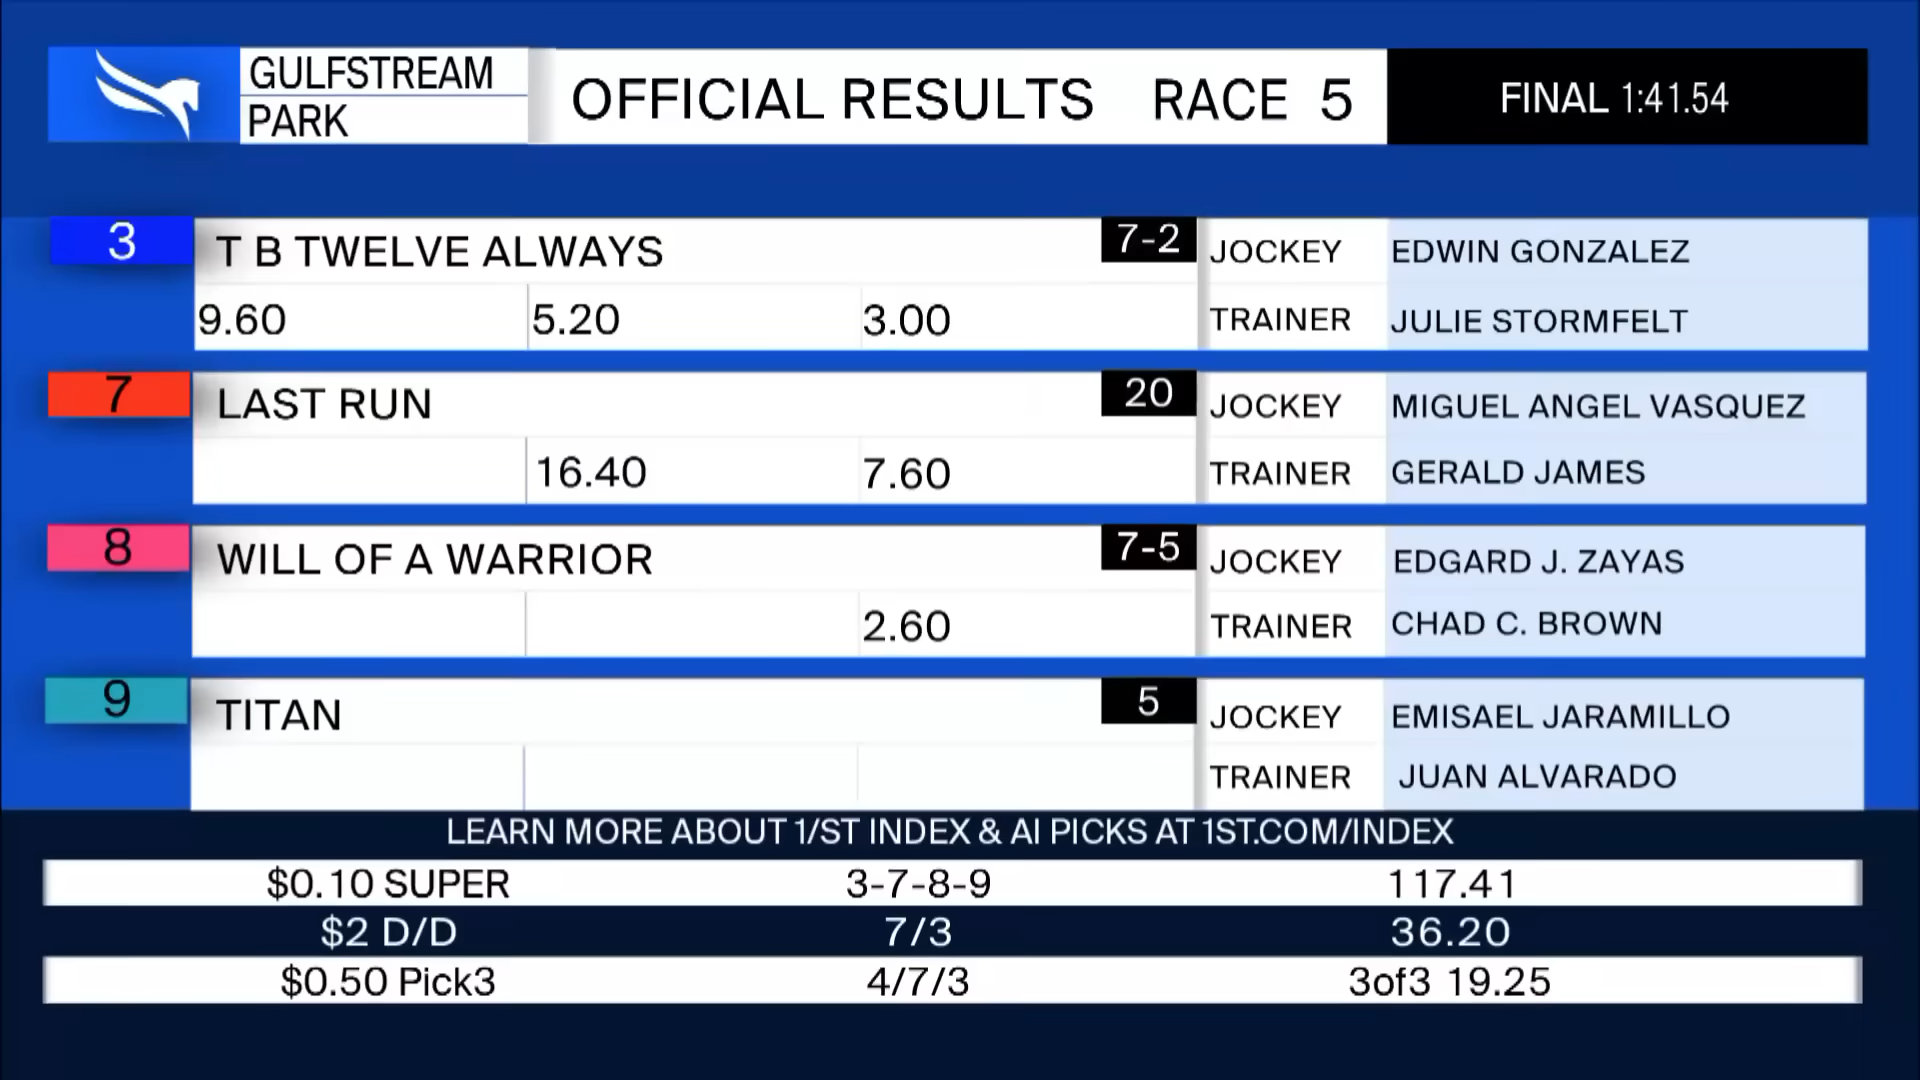 GULFSTREAM
PARK
OFFICIAL RESULTS RACE 5
FINAL 1:41.54
3 T B TWELVE ALWAYS 7-2 JOCKEY EDWIN GONZALEZ
9.60 5.20 3.00 TRAINER JULIE STORMFELT
7 LAST RUN 20 JOCKEY MIGUEL ANGEL VASQUEZ
16.40 7.60 TRAINER GERALD JAMES
8 WILL OF A WARRIOR 7-5 JOCKEY EDGARD J. ZAYAS
2.60 TRAINER CHAD C. BROWN
9 TITAN 5 JOCKEY EMISAEL JARAMILLO
TRAINER JUAN ALVARADO
LEARN MORE ABOUT 1/ST INDEX & AI PICKS AT 1ST.COM/INDEX
$0.10 SUPER 3-7-8-9 117.41
$2 D/D 7/3 36.20
$0.50 Pick3 4/7/3 3of3 19.25